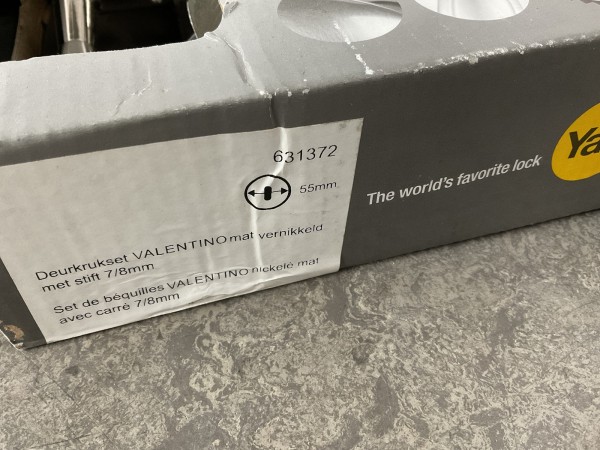 631372
55mm
Deurkrukset VALENTINO mat vernikkeld
met stift 7/8mm
Set de béquilles VALENTINO nickelé mat
avec carré 7/8mm
The world's favorite lock
Ya